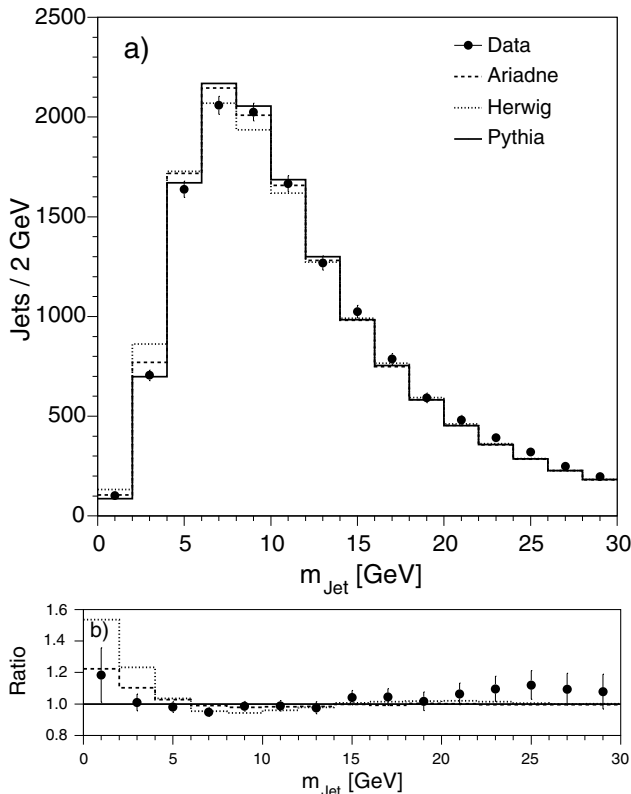 a)
Data
Ariadne
Herwig
Pythia
2500
2000
1500
1000
500
0
Jets / 2 GeV
0 5 10 15 20 25 30
m_Jet [GeV]
b)
1.6
1.4
1.2
1.0
0.8
Ratio
0 5 10 15 20 25 30
m_Jet [GeV]